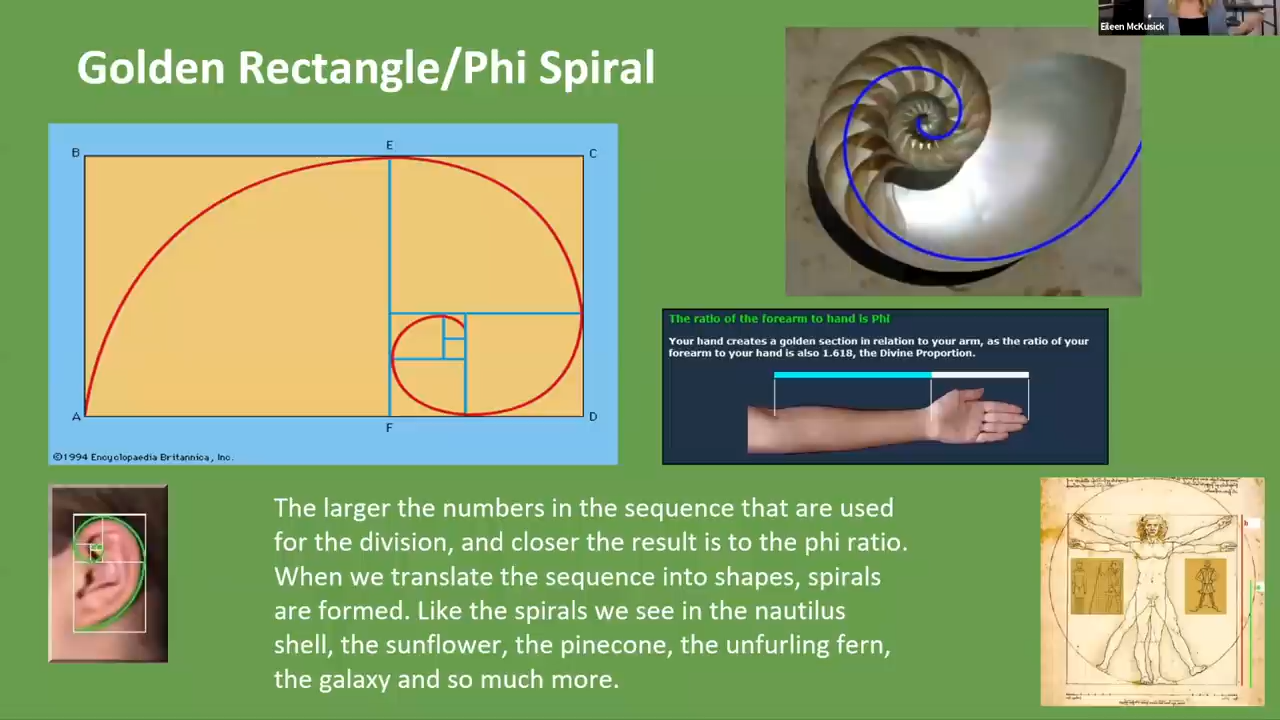 Eileen McKusick
Golden Rectangle/Phi Spiral
B
E
C
A
F
D
©1994 Encyclopaedia Britannica, Inc.
The ratio of the forearm to hand is Phi
Your hand creates a golden section in relation to your arm, as the ratio of your
forearm to your hand is also 1.618, the Divine Proportion.
The larger the numbers in the sequence that are used
for the division, and closer the result is to the phi ratio.
When we translate the sequence into shapes, spirals
are formed. Like the spirals we see in the nautilus
shell, the sunflower, the pinecone, the unfurling fern,
the galaxy and so much more.